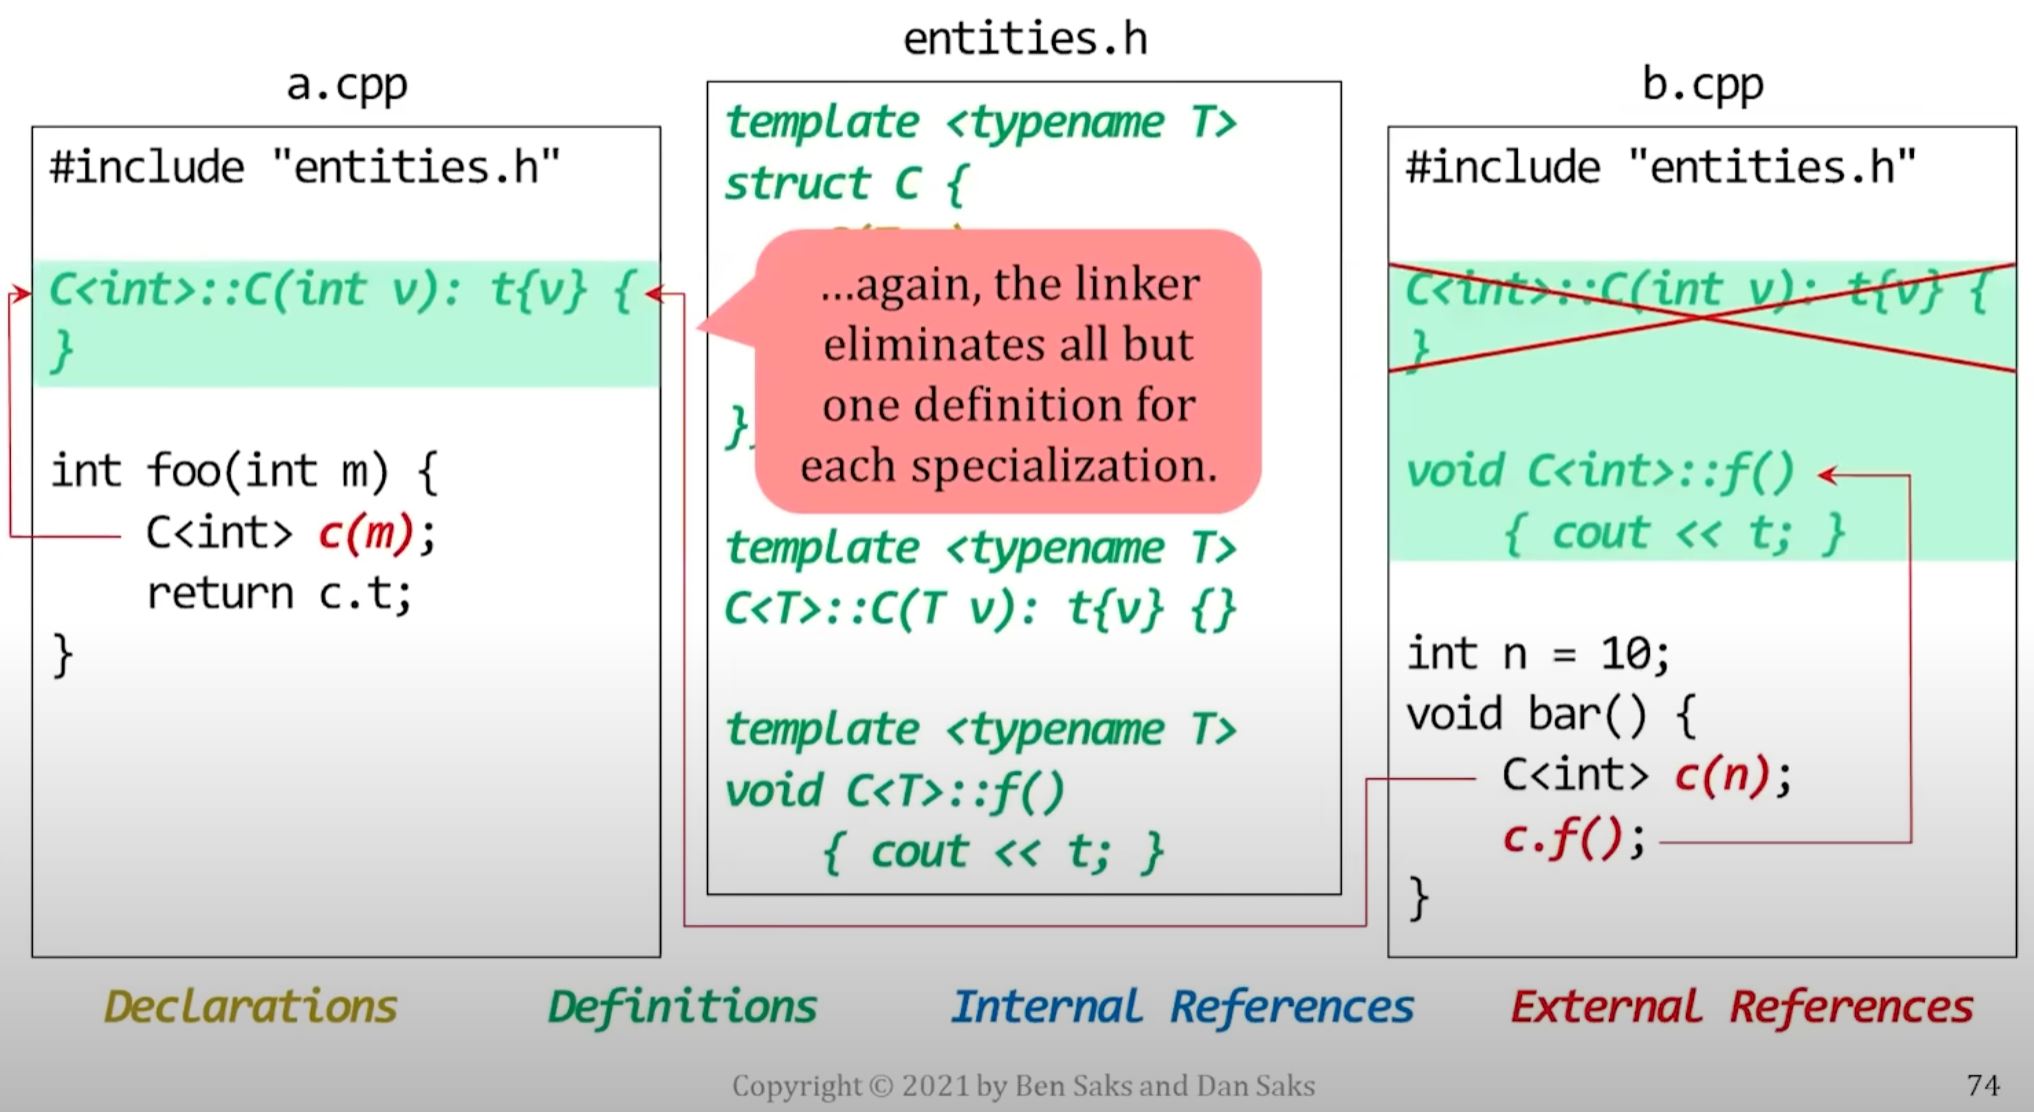 entities.h
a.cpp
b.cpp
#include "entities.h"
C<int>::C(int v): t{v} {
}
int foo(int m) {
C<int> c(m);
return c.t;
}
template <typename T>
struct C {
};
template <typename T>
C<T>::C(T v): t{v} {}
template <typename T>
void C<T>::f()
{ cout << t; }
…again, the linker
eliminates all but
one definition for
each specialization.
#include "entities.h"
C<int>::C(int v): t{v} {
}
void C<int>::f()
{ cout << t; }
int n = 10;
void bar() {
C<int> c(n);
c.f();
}
Declarations
Definitions
Internal References
External References
Copyright © 2021 by Ben Saks and Dan Saks
74